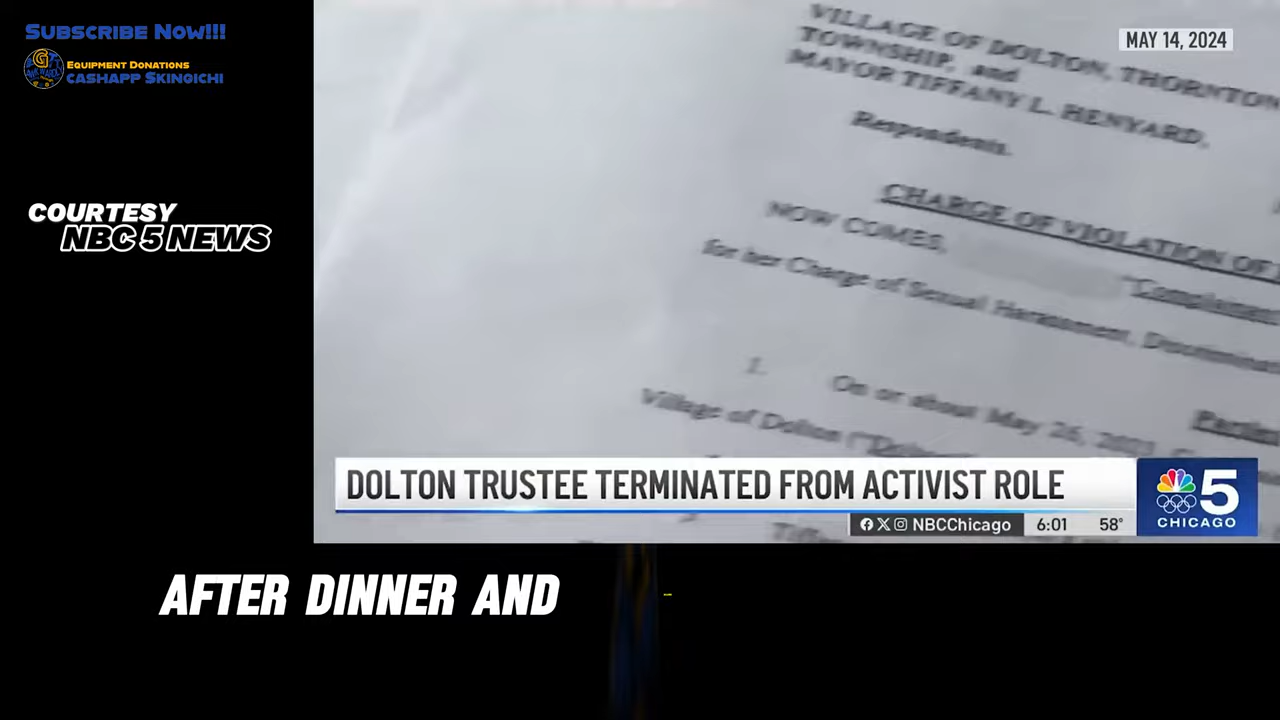 SUBSCRIBE NOW!!!
EQUIPMENT DONATIONS
CASHAPP SKINGICHI
COURTESY
NBC 5 NEWS
MAY 14, 2024
VILLAGE OF DOLTON, THORNTON
TOWNSHIP, and
MAYOR TIFFANY L. HENYARD,
Respondents.
CHARGE OF VIOLATION OF
NOW COMES,
for her Charge of Sexual Harassment,
1. On or about May 26,
Village of Dolton
DOLTON TRUSTEE TERMINATED FROM ACTIVIST ROLE
5
CHICAGO
NBCChicago 6:01 58°
AFTER DINNER AND